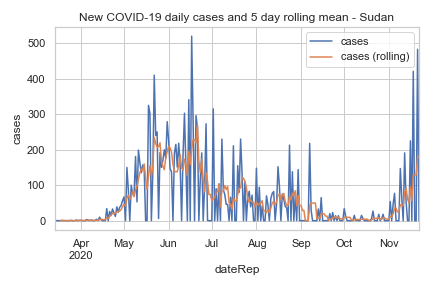 New COVID-19 daily cases and 5 day rolling mean - Sudan
cases
cases (rolling)
cases
500
400
300
200
100
0
Apr May Jun Jul Aug Sep Oct Nov
2020
dateRep